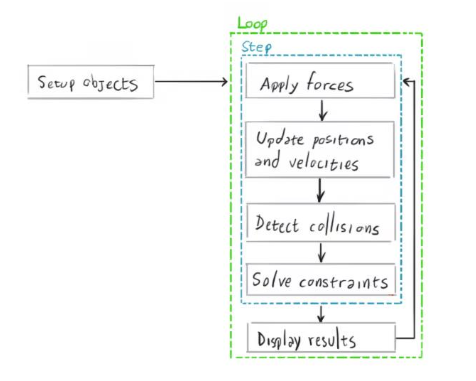 Loop
Step
Setup objects
Apply forces
Update positions
and velocities
Detect collisions
Solve constraints
Display results